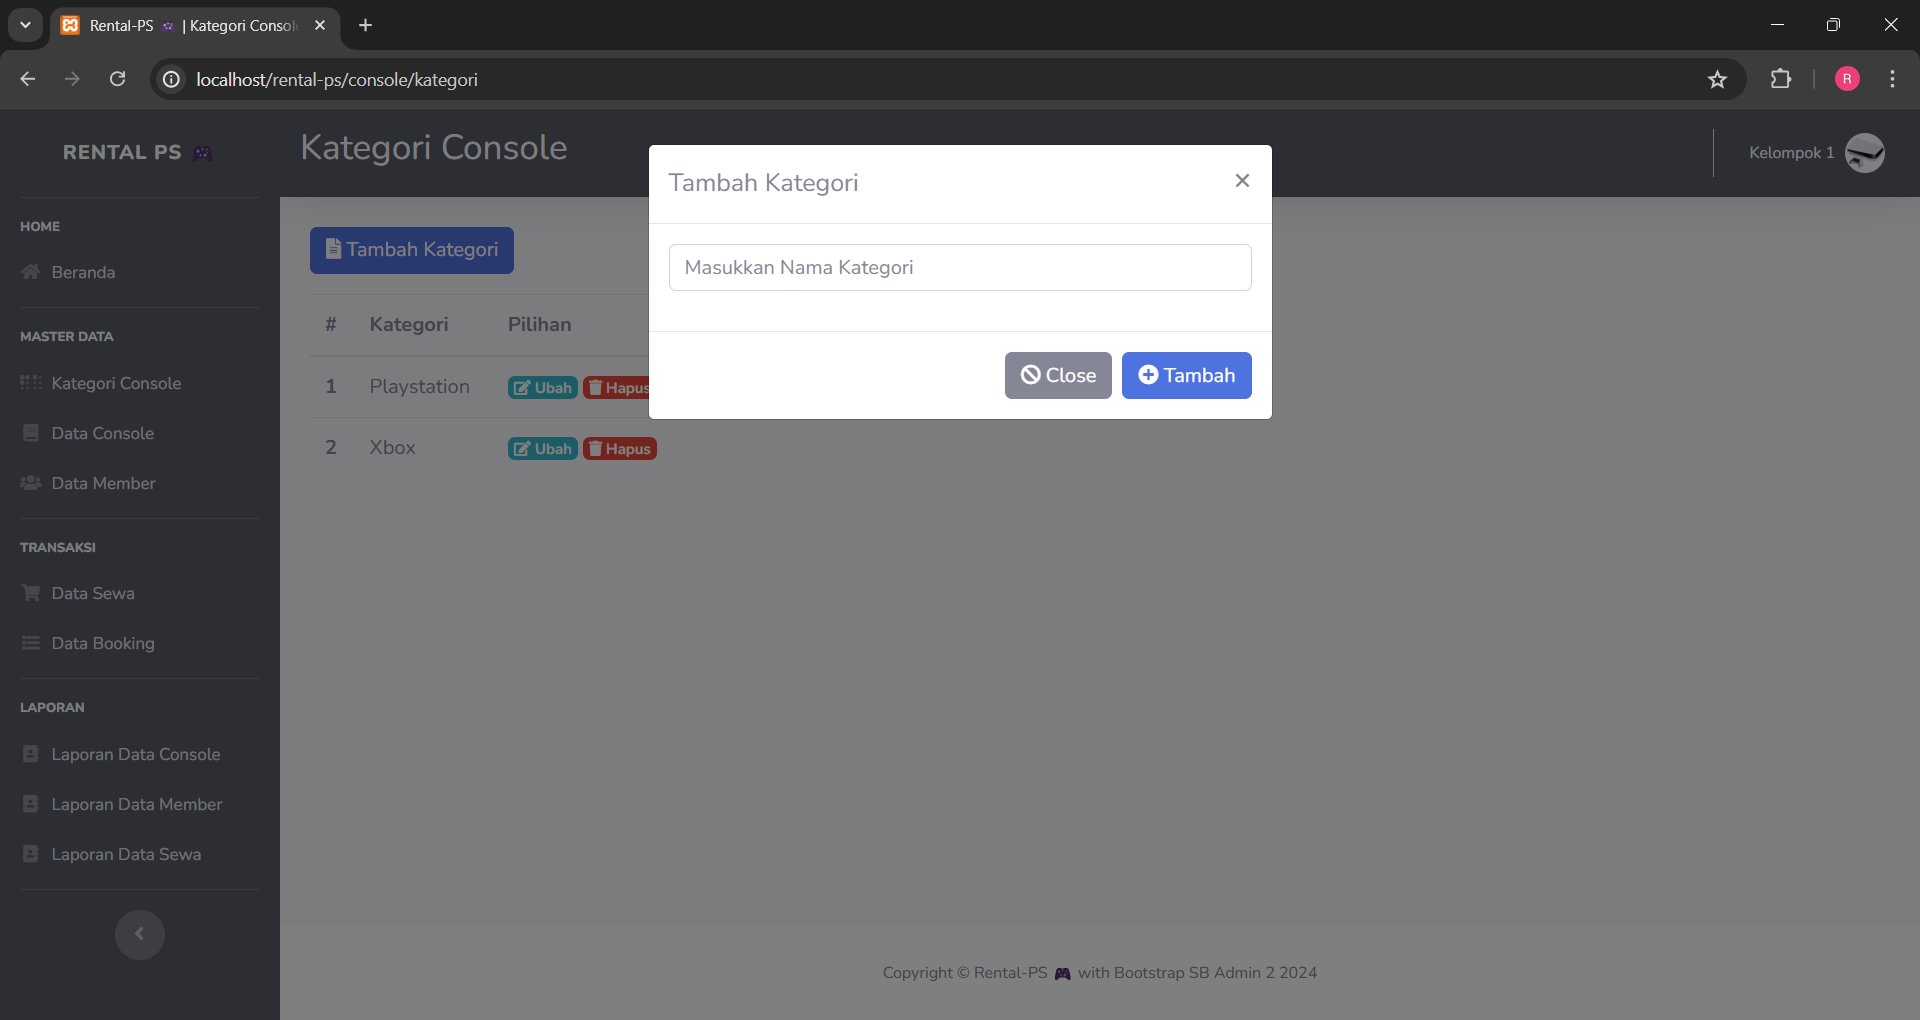 Rental-PS 🎮 | Kategori Consol
localhost/rental-ps/console/kategori
R
RENTAL PS 🎮
Kategori Console
Kelompok 1
HOME
Beranda
MASTER DATA
Kategori Console
Data Console
Data Member
TRANSAKSI
Data Sewa
Data Booking
LAPORAN
Laporan Data Console
Laporan Data Member
Laporan Data Sewa
Tambah Kategori
# Kategori Pilihan
1 Playstation Ubah Hapus
2 Xbox Ubah Hapus
Tambah Kategori
Masukkan Nama Kategori
Close Tambah
Copyright © Rental-PS 🎮 with Bootstrap SB Admin 2 2024